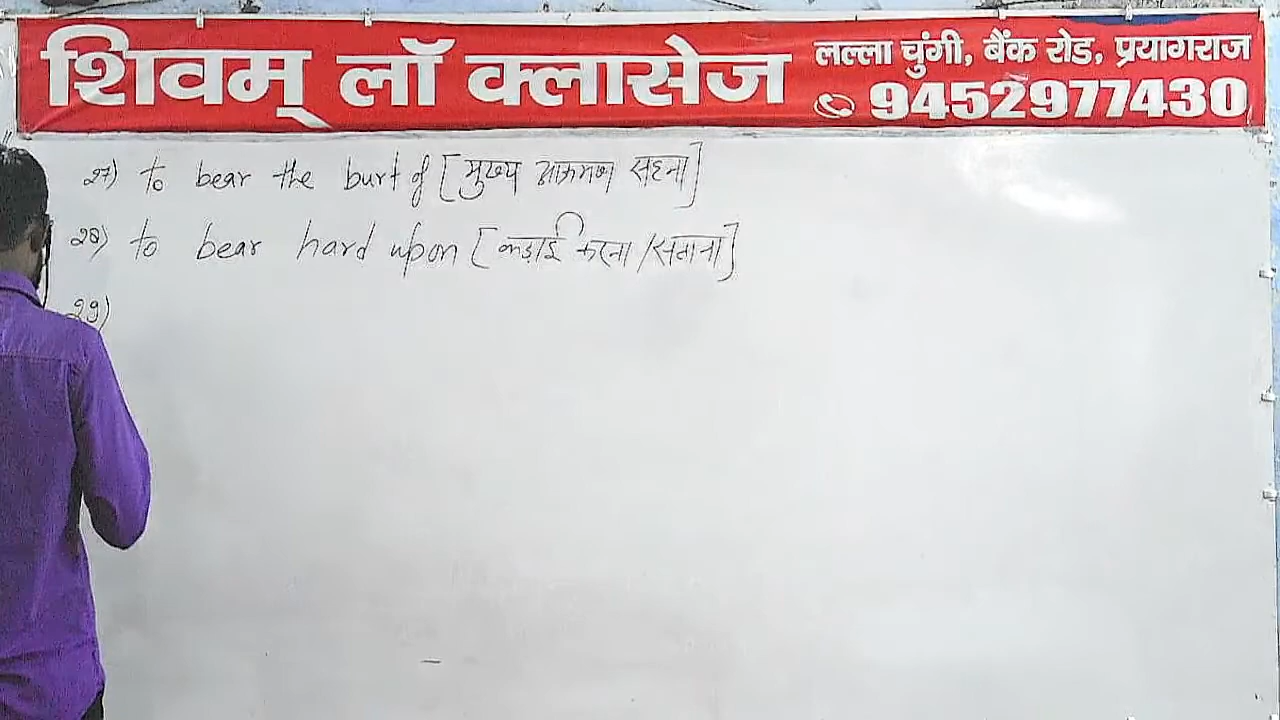 शिवम् लॉ क्लासेज
लल्ला चुंगी, बैंक रोड, प्रयागराज
9452977430
27) to bear the burt of [मुख्य आक्रमण सहना]
28) to bear hard upon [कड़ाई करना/सताना]
29)